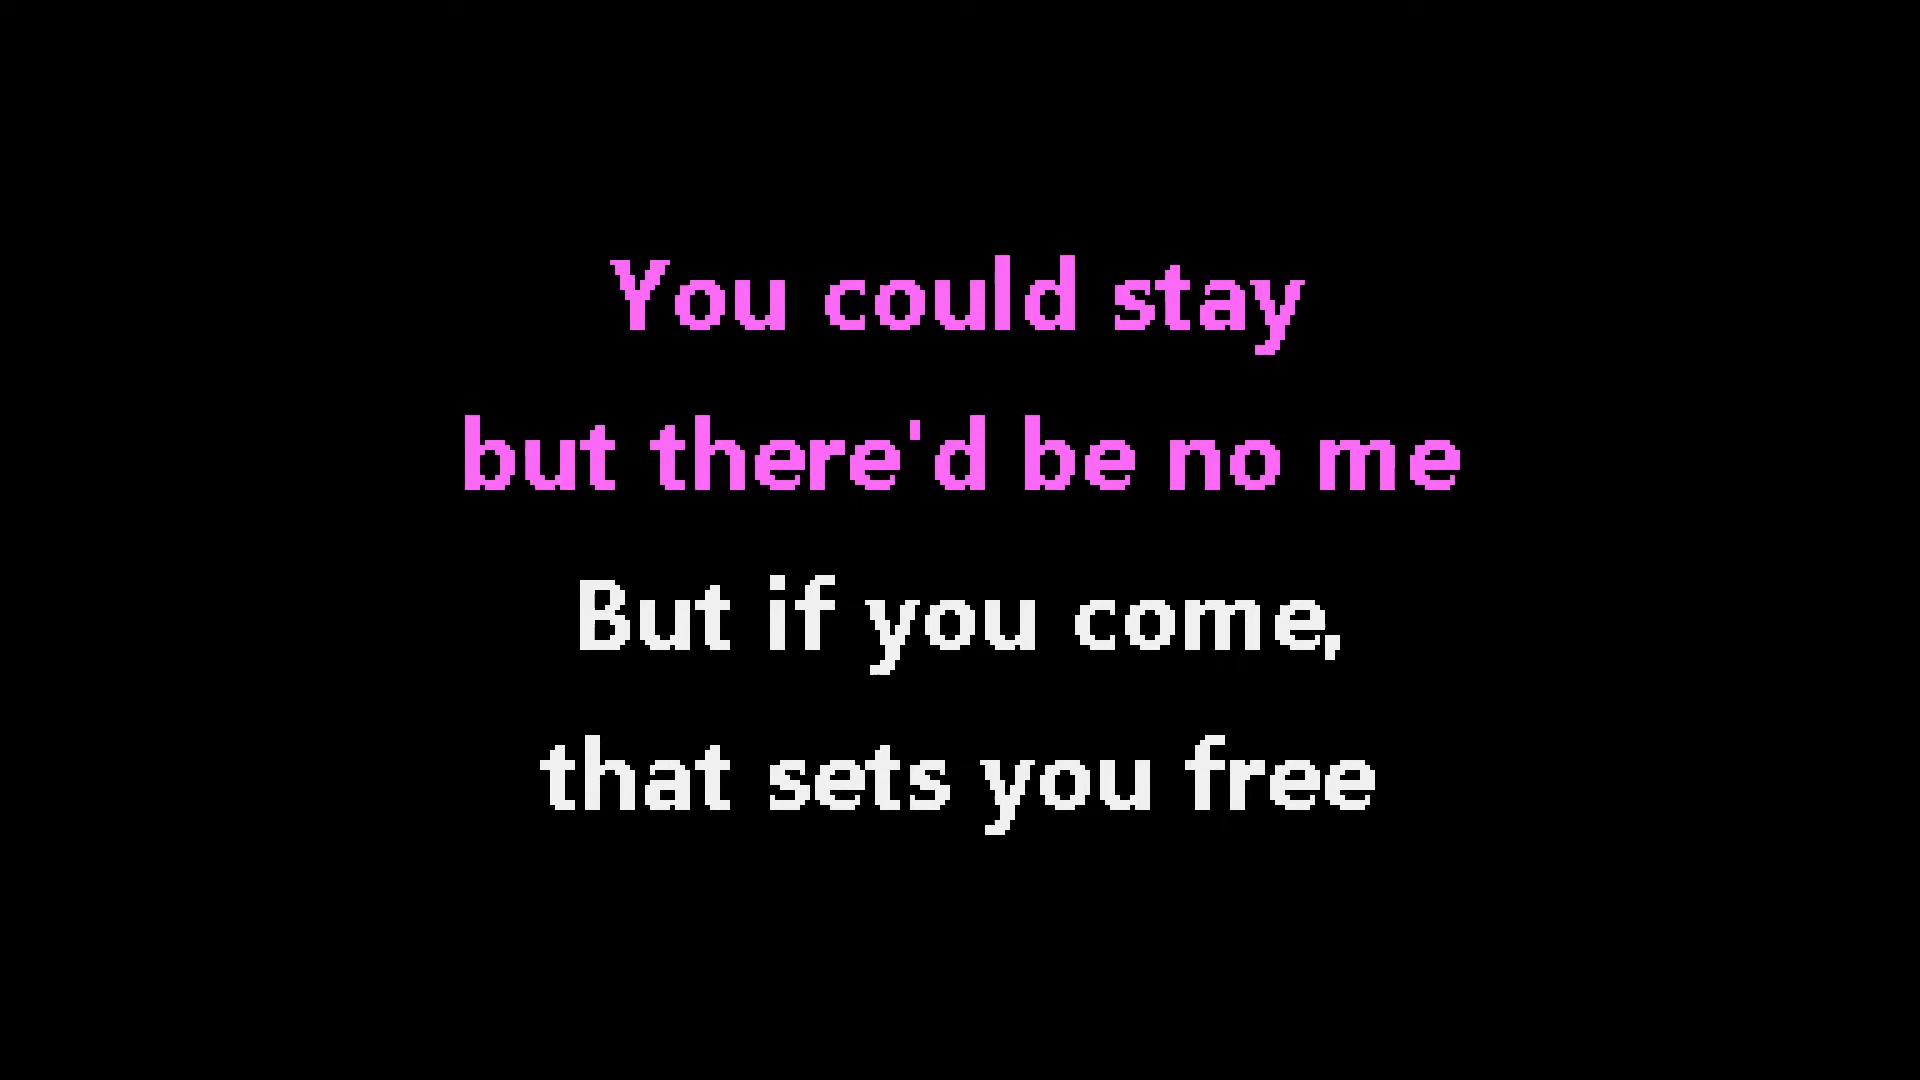 You could stay
but there'd be no me
But if you come,
that sets you free